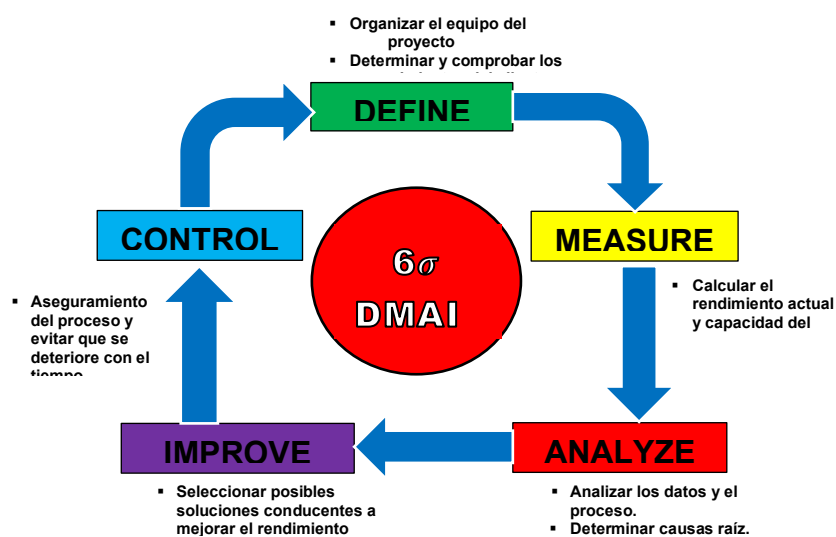 ▪ Organizar el equipo del
proyecto
▪ Determinar y comprobar los
DEFINE
CONTROL
MEASURE
6σ
DMAI
▪ Aseguramiento
del proceso y
evitar que se
deteriore con el
tiempo
▪ Calcular el
rendimiento actual
y capacidad del
IMPROVE
ANALYZE
▪ Seleccionar posibles
soluciones conducentes a
mejorar el rendimiento
▪ Analizar los datos y el
proceso.
▪ Determinar causas raíz.